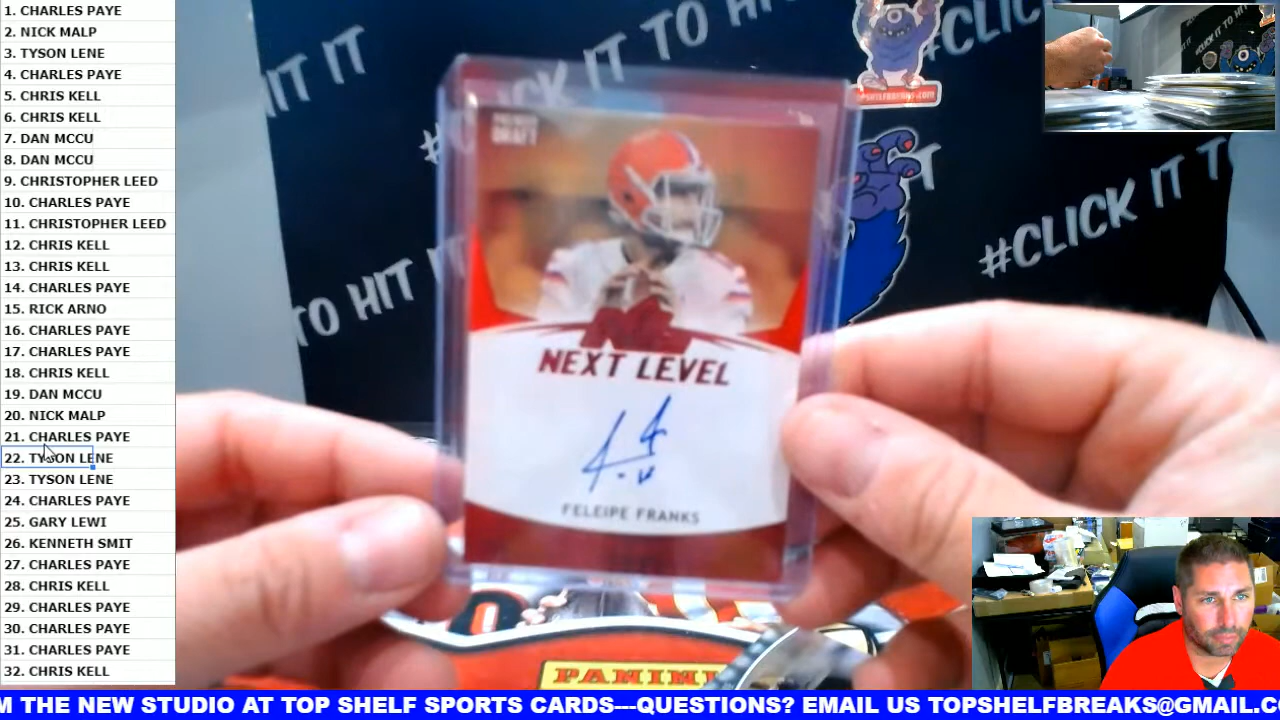 1. CHARLES PAYE
2. NICK MALP
3. TYSON LENE
4. CHARLES PAYE
5. CHRIS KELL
6. CHRIS KELL
7. DAN MCCU
8. DAN MCCU
9. CHRISTOPHER LEED
10. CHARLES PAYE
11. CHRISTOPHER LEED
12. CHRIS KELL
13. CHRIS KELL
14. CHARLES PAYE
15. RICK ARNO
16. CHARLES PAYE
17. CHARLES PAYE
18. CHRIS KELL
19. DAN MCCU
20. NICK MALP
21. CHARLES PAYE
22. TYSON LENE
23. TYSON LENE
24. CHARLES PAYE
25. GARY LEWI
26. KENNETH SMIT
27. CHARLES PAYE
28. CHRIS KELL
29. CHARLES PAYE
30. CHARLES PAYE
31. CHARLES PAYE
32. CHRIS KELL
CK IT TO HIT
#CLICK IT TO
TO HIT
DRAFT
NEXT LEVEL
FELEIPE FRANKS
PANINI
M THE NEW STUDIO AT TOP SHELF SPORTS CARDS---QUESTIONS? EMAIL US TOPSHELFBREAKS@GMAIL.C